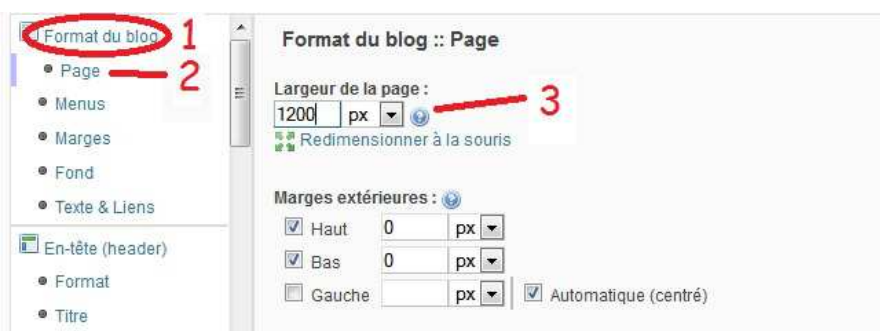 Format du blog 1
Page 2
Menus
Marges
Fond
Texte & Liens
En-tête (header)
Format
Titre
Format du blog :: Page
Largeur de la page :
1200 px 3
Redimensionner à la souris
Marges extérieures :
Haut 0 px
Bas 0 px
Gauche px Automatique (centré)